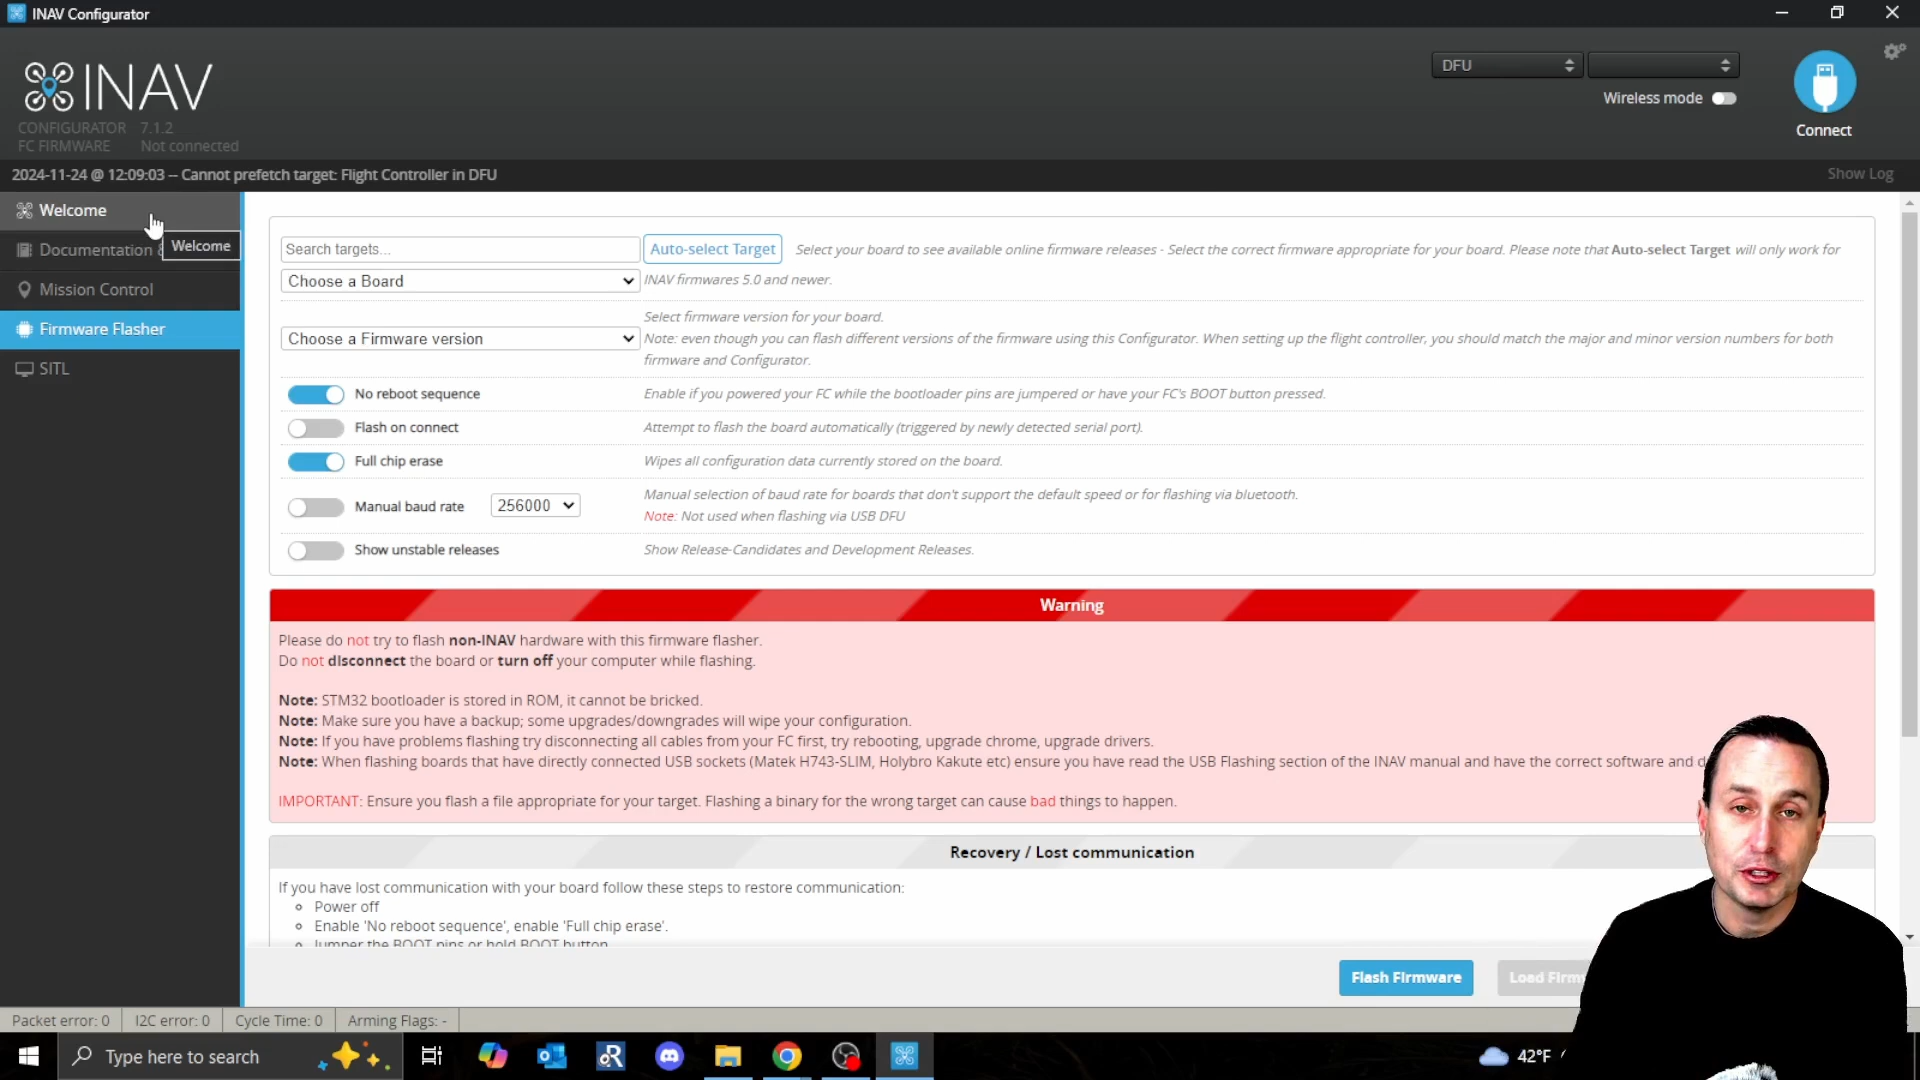 INAV Configurator
INAV
CONFIGURATOR 7.1.2
FC FIRMWARE Not connected
DFU
Wireless mode
Connect
2024-11-24 @ 12:09:03 -- Cannot prefetch target: Flight Controller in DFU
Show Log
Welcome
Documentation &
Welcome
Mission Control
Firmware Flasher
SITL
Search targets...
Auto-select Target
Select your board to see available online firmware releases - Select the correct firmware appropriate for your board. Please note that Auto-select Target will only work for
INAV firmwares 5.0 and newer.
Choose a Board
Select firmware version for your board.
Choose a Firmware version
Note: even though you can flash different versions of the firmware using this Configurator. When setting up the flight controller, you should match the major and minor version numbers for both
firmware and Configurator.
No reboot sequence
Enable if you powered your FC while the bootloader pins are jumpered or have your FC's BOOT button pressed.
Flash on connect
Attempt to flash the board automatically (triggered by newly detected serial port).
Full chip erase
Wipes all configuration data currently stored on the board.
Manual baud rate
256000
Manual selection of baud rate for boards that don't support the default speed or for flashing via bluetooth.
Note: Not used when flashing via USB DFU
Show unstable releases
Show Release-Candidates and Development Releases.
Warning
Please do not try to flash non-INAV hardware with this firmware flasher.
Do not disconnect the board or turn off your computer while flashing.
Note: STM32 bootloader is stored in ROM, it cannot be bricked.
Note: Make sure you have a backup; some upgrades/downgrades will wipe your configuration.
Note: If you have problems flashing try disconnecting all cables from your FC first, try rebooting, upgrade chrome, upgrade drivers.
Note: When flashing boards that have directly connected USB sockets (Matek H743-SLIM, Holybro Kakute etc) ensure you have read the USB Flashing section of the INAV manual and have the correct software and
IMPORTANT: Ensure you flash a file appropriate for your target. Flashing a binary for the wrong target can cause bad things to happen.
Recovery / Lost communication
If you have lost communication with your board follow these steps to restore communication:
Power off
Enable 'No reboot sequence', enable 'Full chip erase'.
Jumper the BOOT pins or hold BOOT button
Flash Firmware
Load
Packet error: 0
I2C error: 0
Cycle Time: 0
Arming Flags: -
Type here to search
42°F